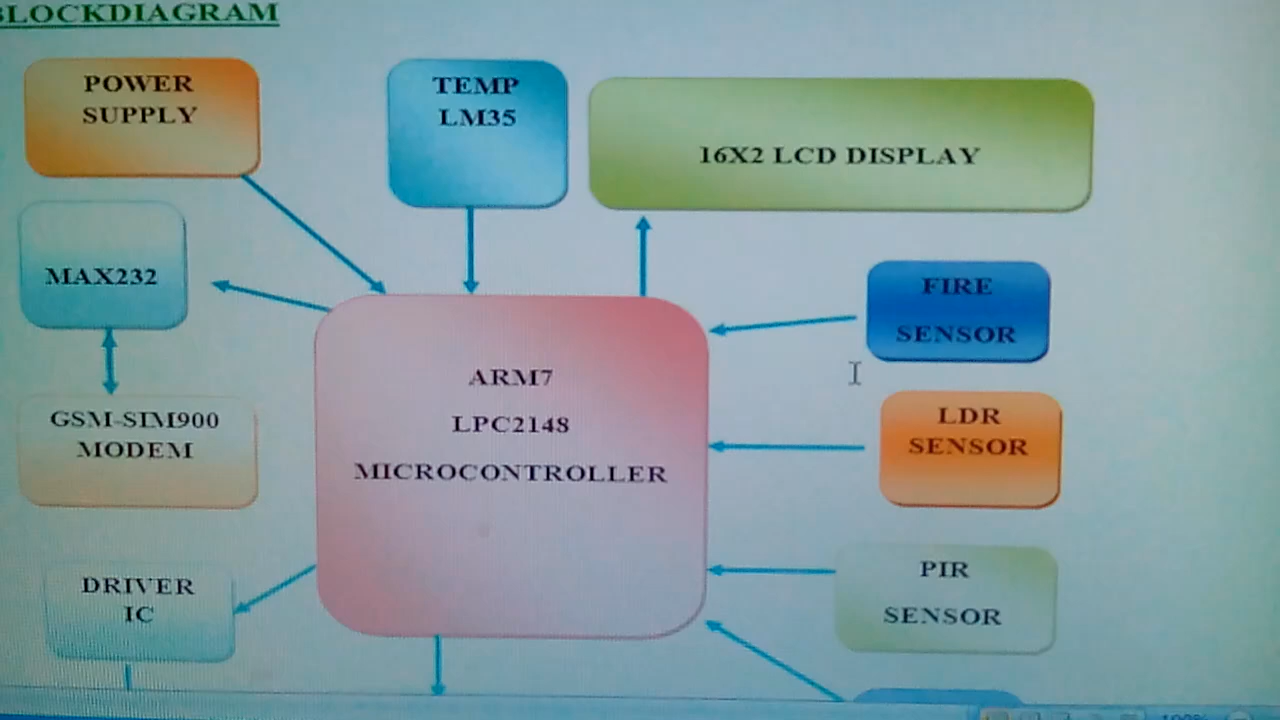 BLOCKDIAGRAM
POWER
SUPPLY
TEMP
LM35
16X2 LCD DISPLAY
MAX232
FIRE
SENSOR
ARM7
LPC2148
MICROCONTROLLER
GSM-SIM900
MODEM
LDR
SENSOR
DRIVER
IC
PIR
SENSOR